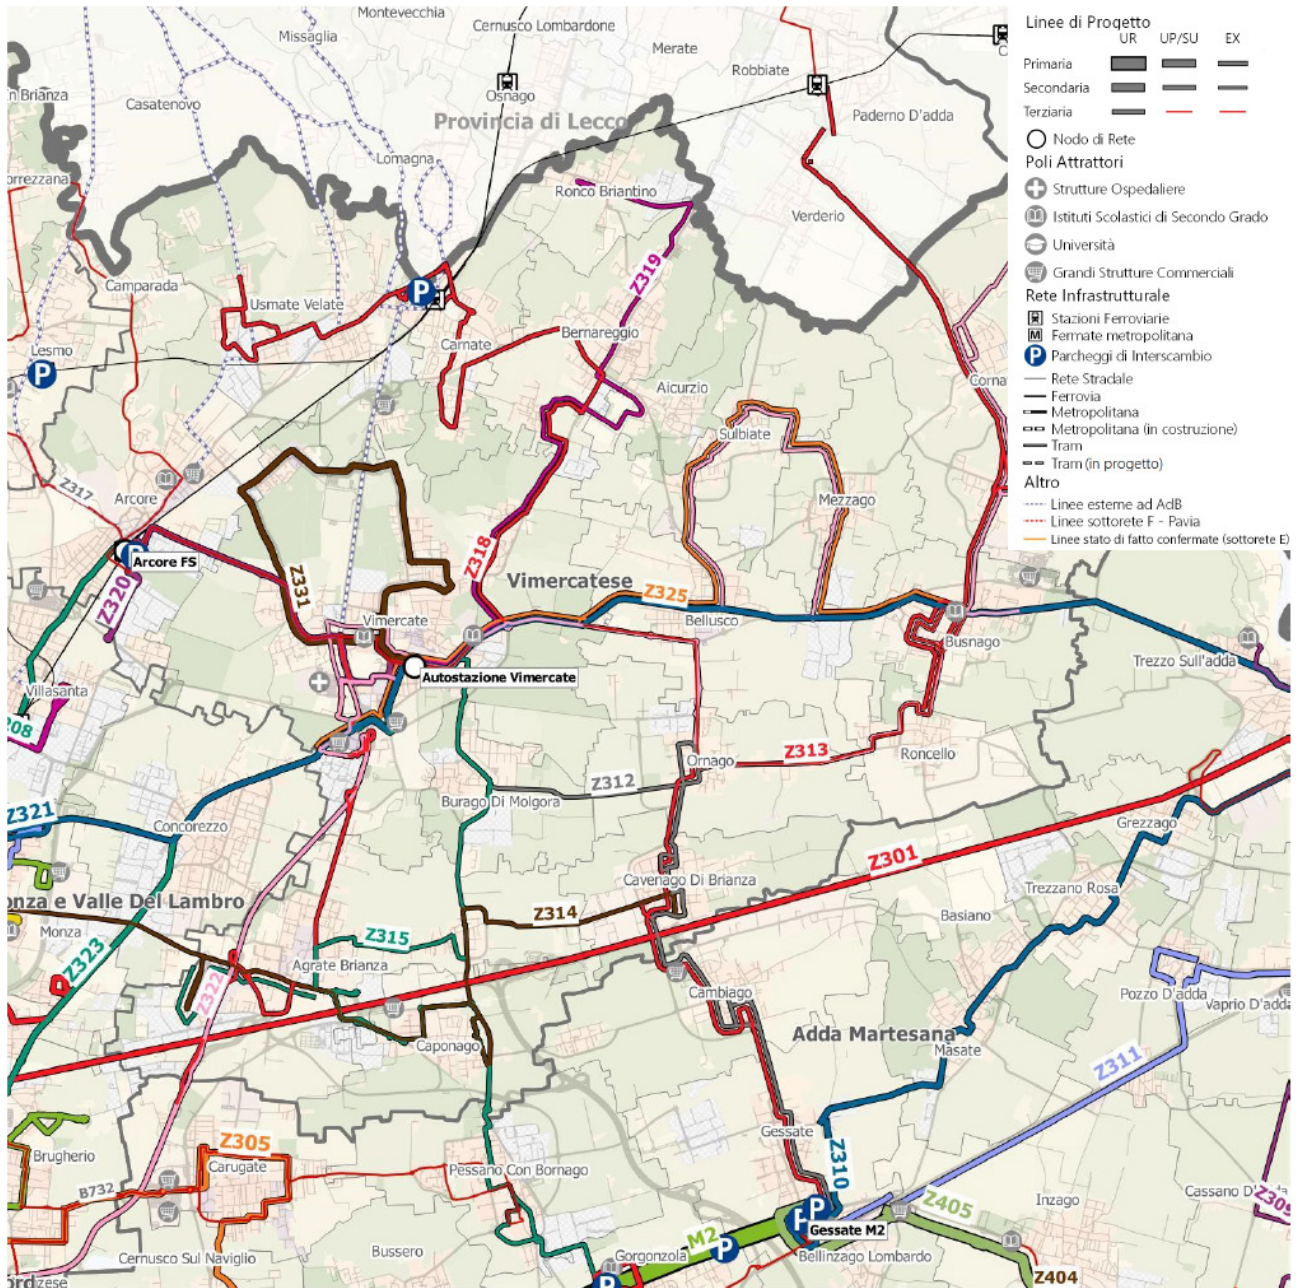 Montevecchia
Cernusco Lombardone
Missaglia
Merate
Robbiate
Osnago
Casatenovo
Provincia di Lecco
Paderno D'adda
Lomagna
Ronco Briantino
Verderio
Camparada
Usmate Velate
Z319
Bernareggio
Carnate
Lesmo
Aicurzio
Sulbiate
Mezzago
Z317
Arcore
Arcore FS
Z318
Z331
Z320
Vimercatese
Z325
Vimercate
Bellusco
Busnago
Trezzo Sull'adda
Autostazione Vimercate
Villasanta
Roncello
Z313
Ornago
Z312
Burago Di Molgora
Z321
Concorezzo
Grezzago
Z301
Cavenago Di Brianza
Trezzano Rosa
onza e Valle Del Lambro
Z314
Basiano
Monza
Z315
Z323
Agrate Brianza
Z322
Cambiago
Pozzo D'adda
Vaprio D'adda
Caponago
Adda Martesana
Masate
Z311
Gessate
Z305
Brugherio
Carugate
Z310
Pessano Con Bornago
B732
Z405
Inzago
Cassano D'
Z309
M2
Gessate M2
Cernusco Sul Naviglio
Bussero
Gorgonzola
Bellinzago Lombardo
Z404
Linee di Progetto
UR UP/SU EX
Primaria
Secondaria
Terziaria
Nodo di Rete
Poli Attrattori
Strutture Ospedaliere
Istituti Scolastici di Secondo Grado
Università
Grandi Strutture Commerciali
Rete Infrastrutturale
Stazioni Ferroviarie
M Fermate metropolitana
P Parcheggi di Interscambio
Rete Stradale
Ferrovia
Metropolitana
Metropolitana (in costruzione)
Tram
Tram (in progetto)
Altro
Linee esterne ad AdB
Linee sottorete F - Pavia
Linee stato di fatto confermate (sottorete E)